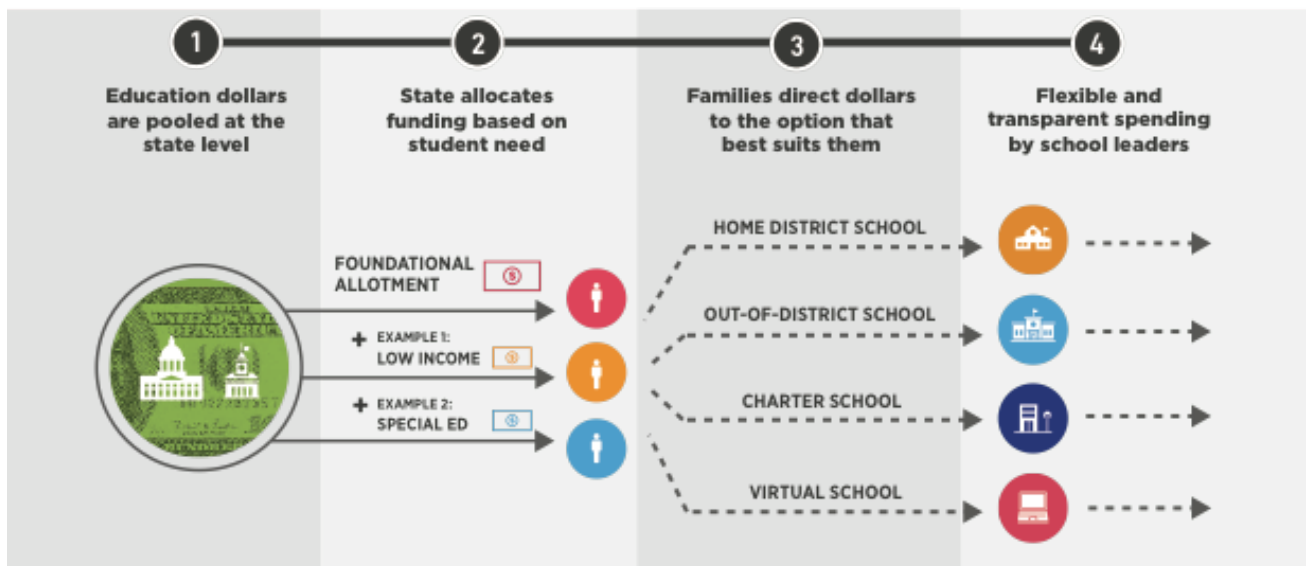 1
2
3
4
Education dollars
are pooled at the
state level
State allocates
funding based on
student need
Families direct dollars
to the option that
best suits them
Flexible and
transparent spending
by school leaders
FOUNDATIONAL
ALLOTMENT
$
+ EXAMPLE 1:
LOW INCOME
+ EXAMPLE 2:
SPECIAL ED
HOME DISTRICT SCHOOL
OUT-OF-DISTRICT SCHOOL
CHARTER SCHOOL
VIRTUAL SCHOOL